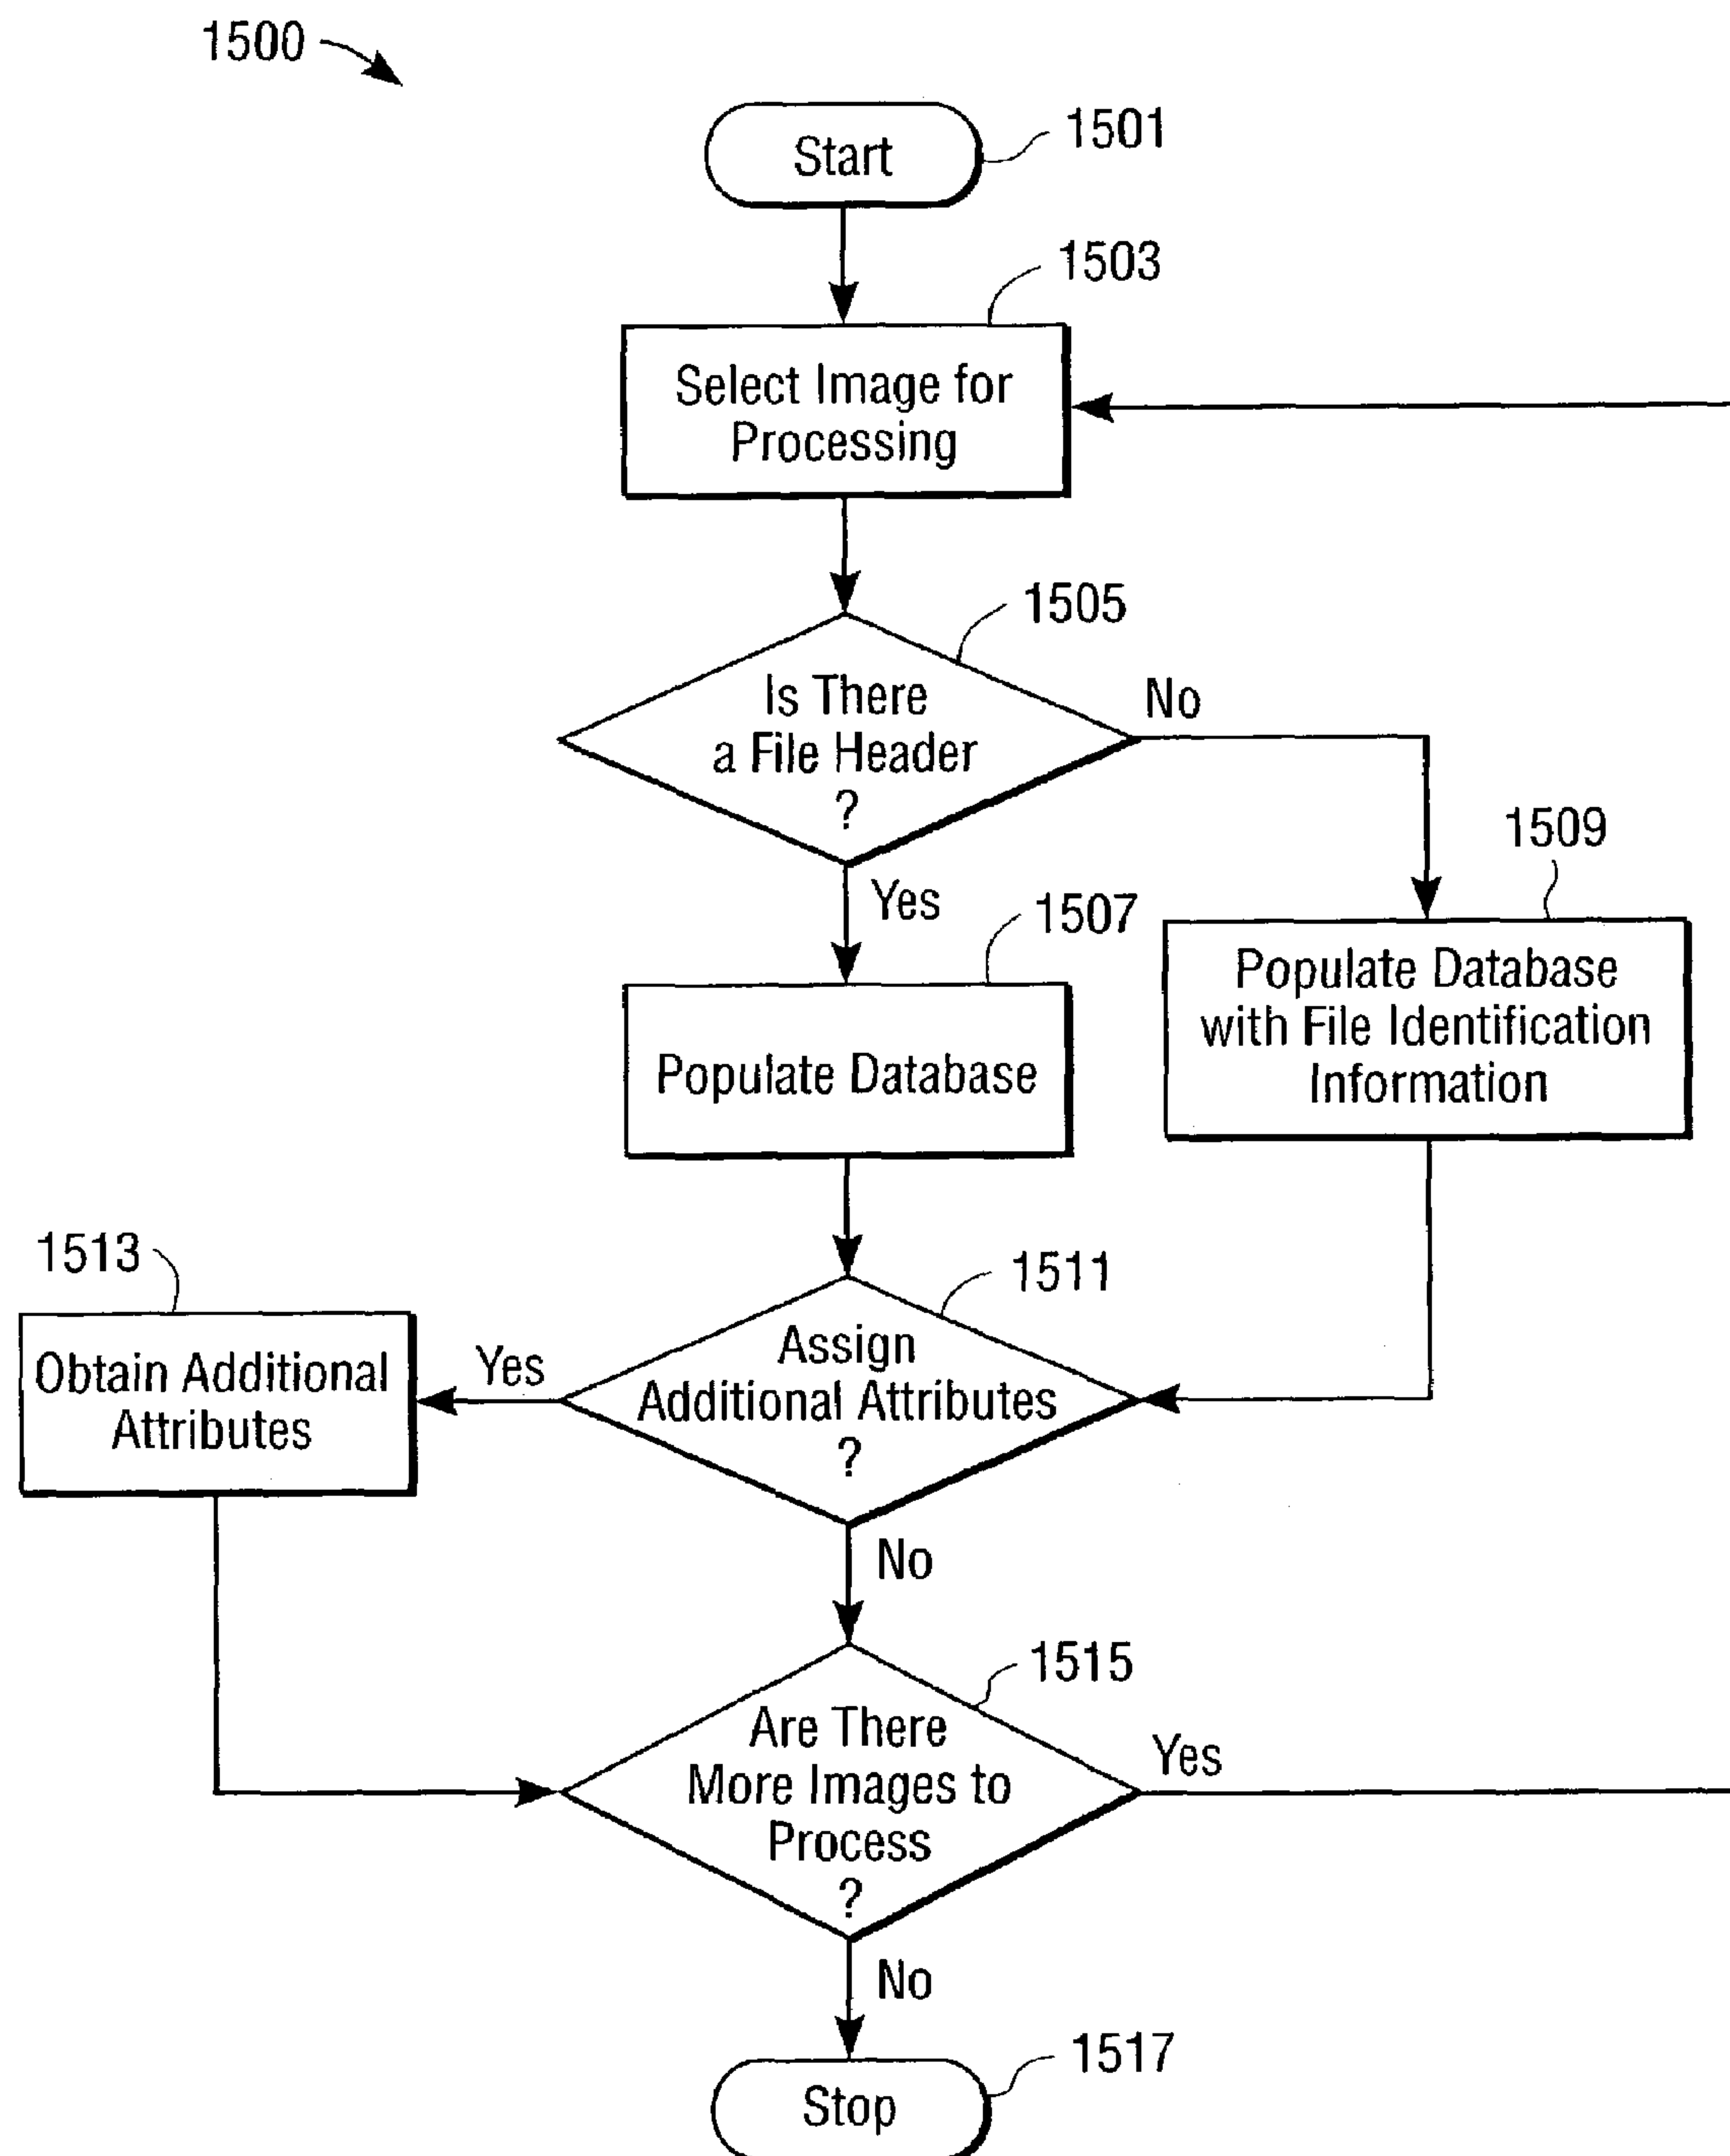 1500
Start
1501
1503
Select Image for
Processing
1505
Is There
a File Header
?
No
Yes
1509
1507
Populate Database
with File Identification
Information
Populate Database
1513
1511
Obtain Additional
Attributes
Yes
Assign
Additional Attributes
?
No
1515
Are There
More Images to
Process
?
Yes
No
1517
Stop